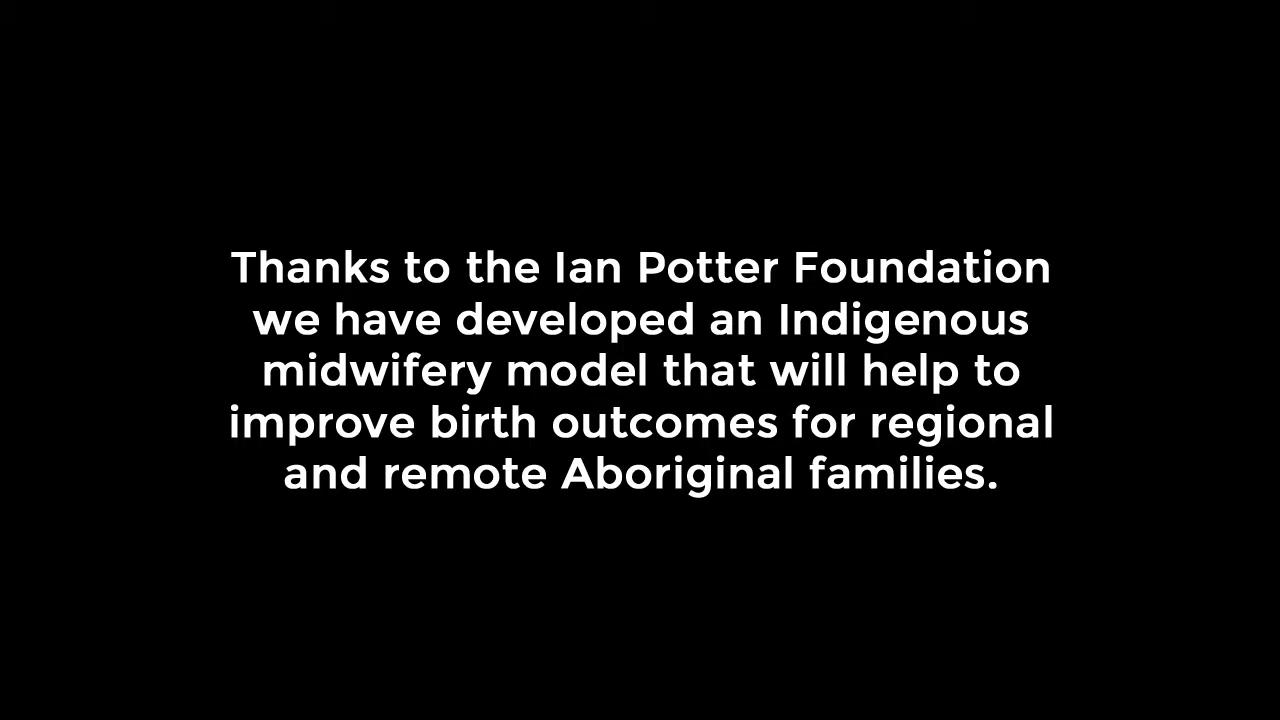 Thanks to the Ian Potter Foundation
we have developed an Indigenous
midwifery model that will help to
improve birth outcomes for regional
and remote Aboriginal families.